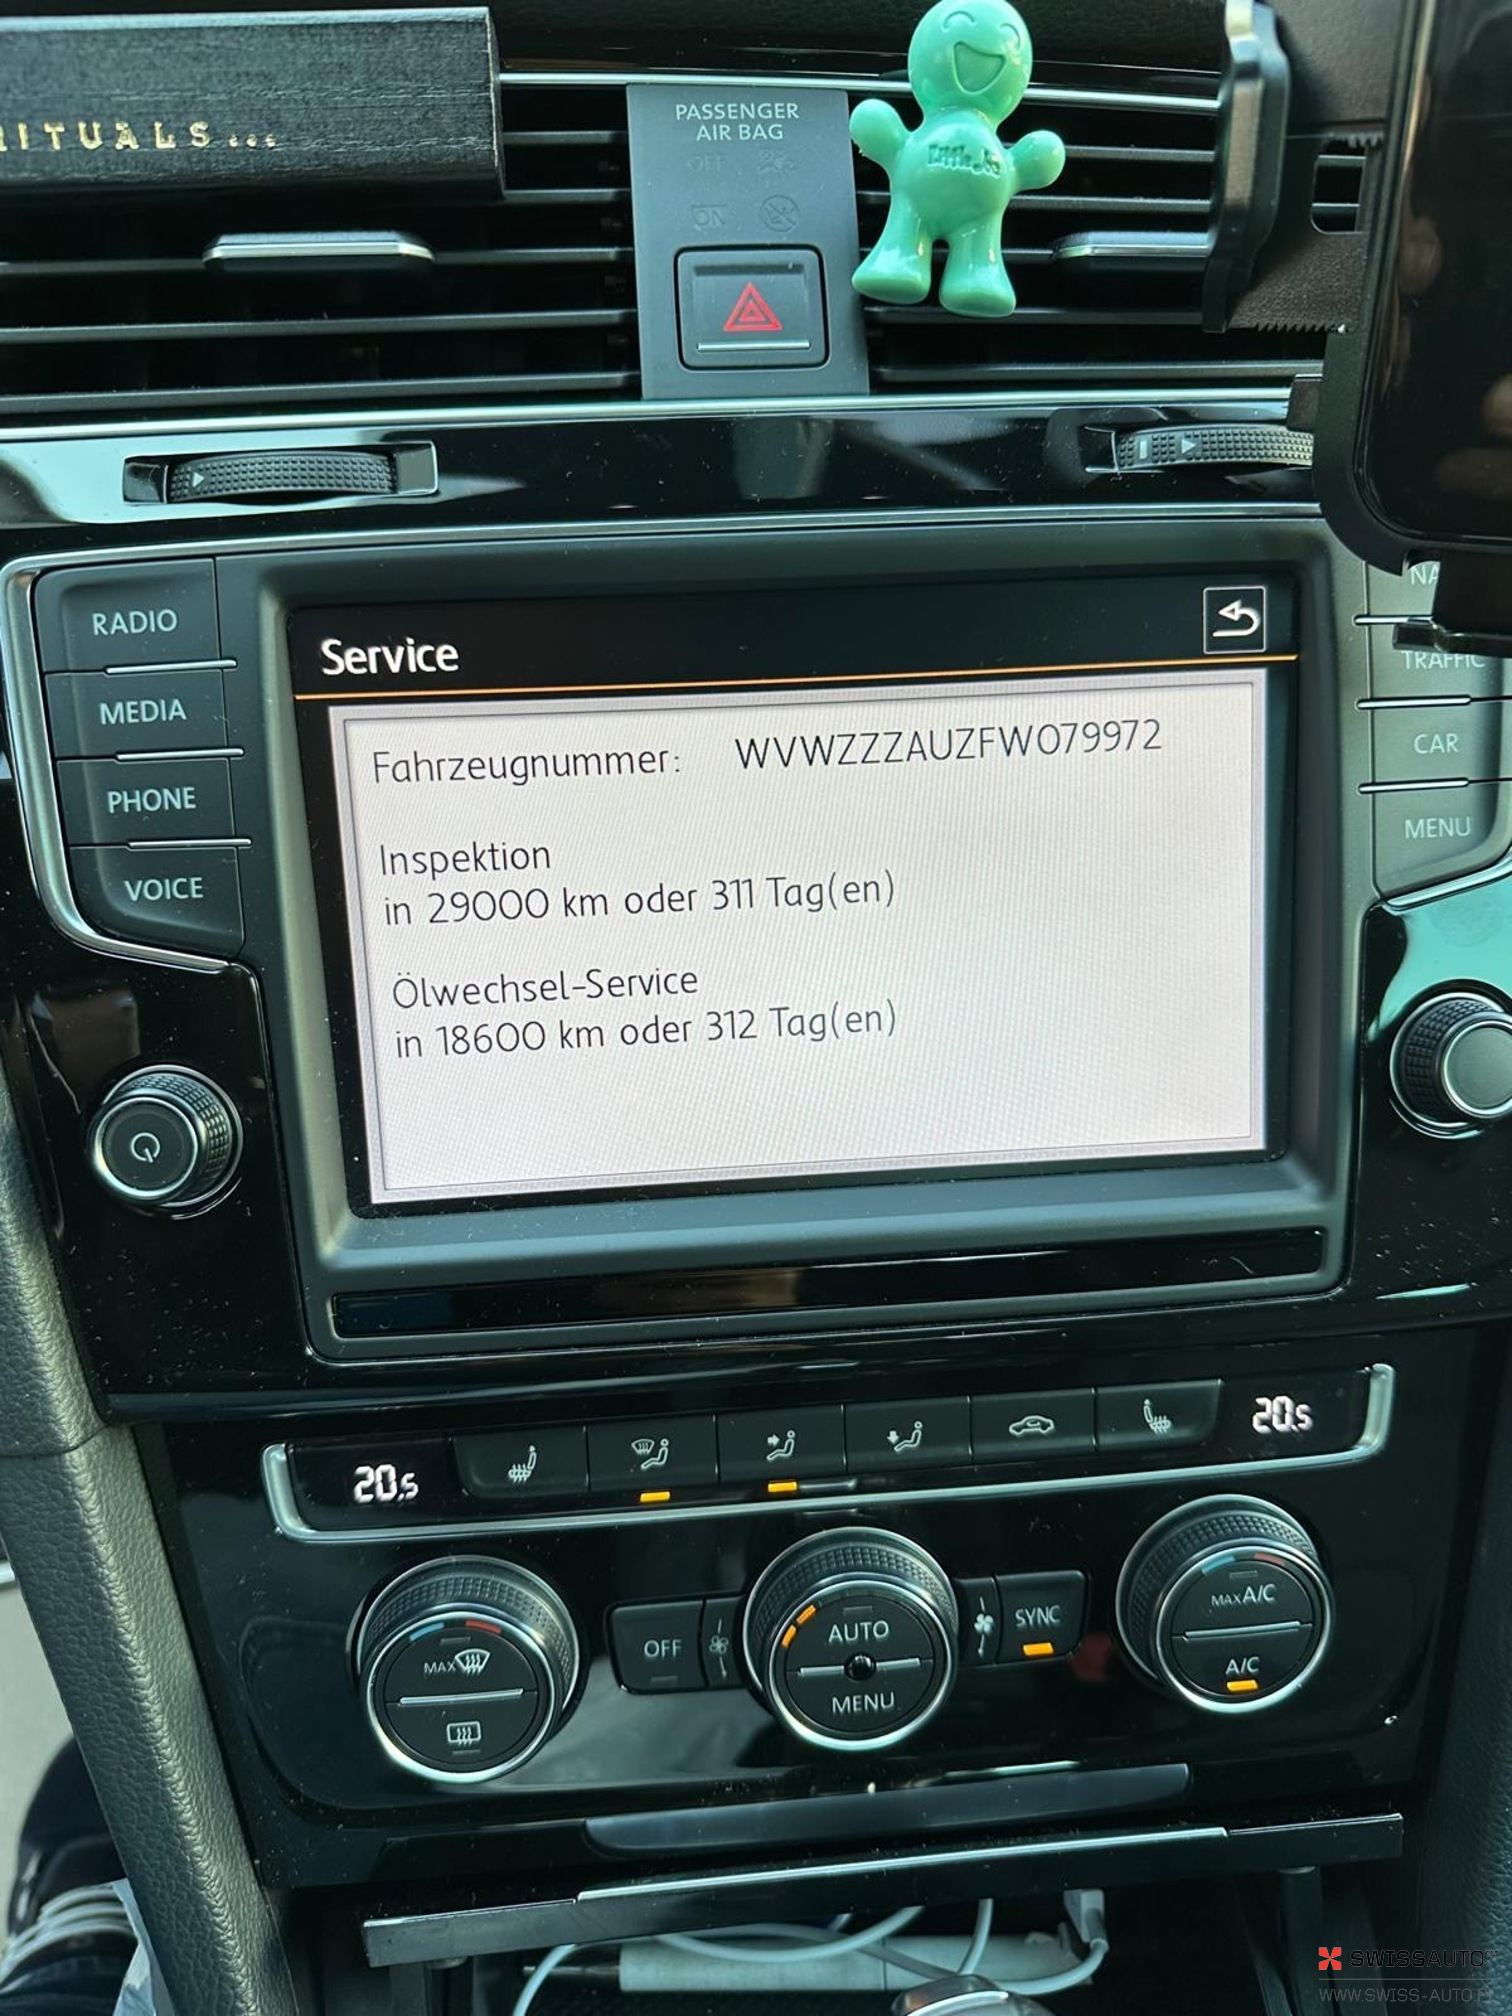 RITUALS...
PASSENGER
AIR BAG
OFF
ON
Little Joe
RADIO
MEDIA
PHONE
VOICE
Service
Fahrzeugnummer: WVWZZZAUZFW079972
Inspektion
in 29000 km oder 311 Tag(en)
Ölwechsel-Service
in 18600 km oder 312 Tag(en)
TRAFFIC
CAR
MENU
20.5
20.5
MAX
OFF
AUTO
MENU
SYNC
MAX A/C
A/C
SWISSAUTO
WWW.SWISS-AUTO